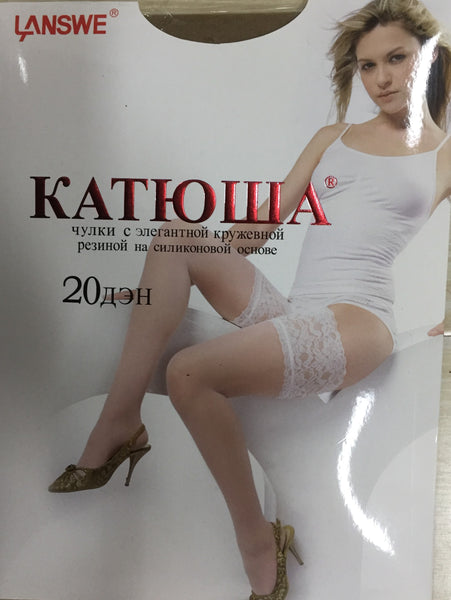 LANSWE®
КАТЮША®
чулки с элегантной кружевной
резиной на силиконовой основе
20дэн